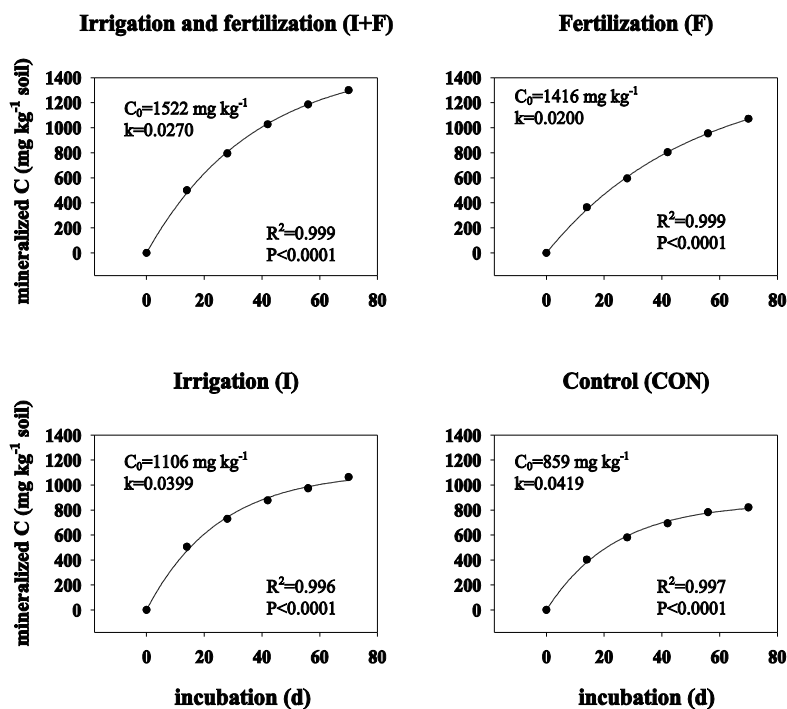 Irrigation and fertilization (I+F)
Fertilization (F)
mineralized C (mg kg⁻¹ soil)
1400
1200
1000
800
600
400
200
0
C₀=1522 mg kg⁻¹
k=0.0270
R²=0.999
P<0.0001
0 20 40 60 80
1400
1200
1000
800
600
400
200
0
C₀=1416 mg kg⁻¹
k=0.0200
R²=0.999
P<0.0001
0 20 40 60 80
Irrigation (I)
Control (CON)
mineralized C (mg kg⁻¹ soil)
1400
1200
1000
800
600
400
200
0
C₀=1106 mg kg⁻¹
k=0.0399
R²=0.996
P<0.0001
0 20 40 60 80
incubation (d)
1400
1200
1000
800
600
400
200
0
C₀=859 mg kg⁻¹
k=0.0419
R²=0.997
P<0.0001
0 20 40 60 80
incubation (d)